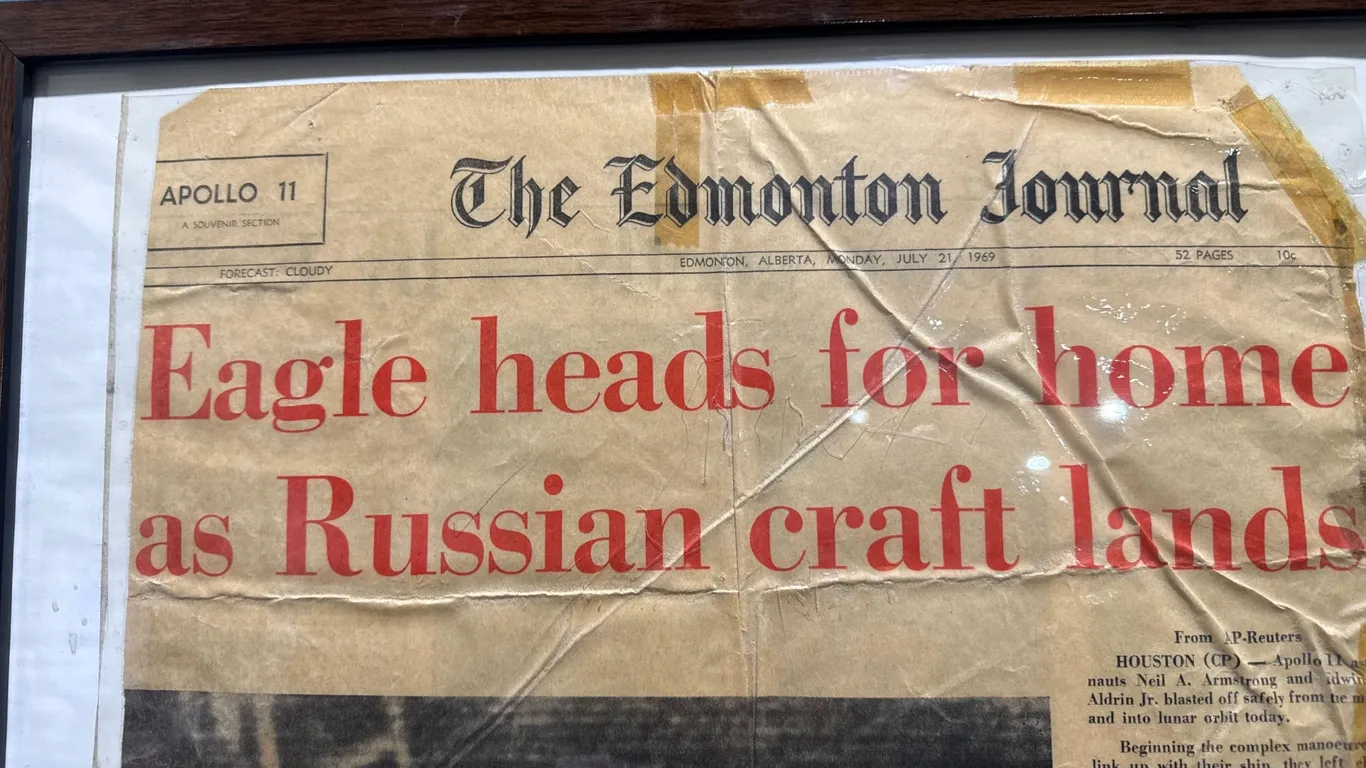 APOLLO 11
A SOUVENIR SECTION
The Edmonton Journal
FORECAST: CLOUDY
EDMONTON, ALBERTA, MONDAY, JULY 21, 1969
52 PAGES
10c
Eagle heads for home
as Russian craft lands
From AP-Reuters
HOUSTON (CP) — Apollo 11
nauts Neil A. Armstrong and
Aldrin Jr. blasted off safely from
and into lunar orbit today.
Beginning the complex
link up with their ship, they left